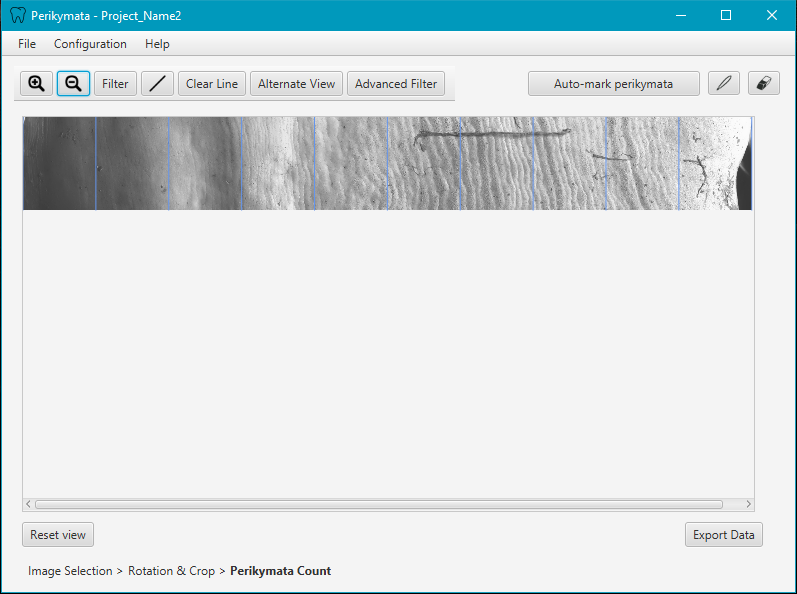 Perikymata - Project_Name2
File Configuration Help
Filter Clear Line Alternate View Advanced Filter Auto-mark perikymata
Reset view Export Data
Image Selection > Rotation & Crop > Perikymata Count